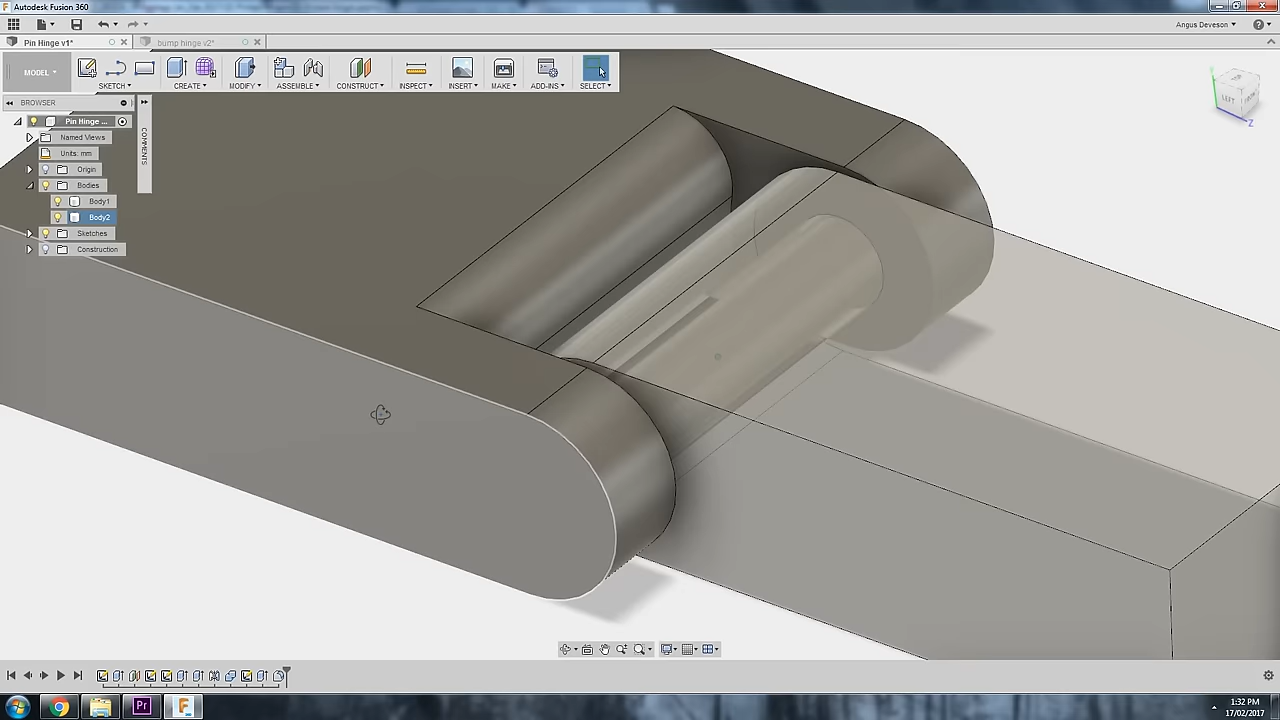 Autodesk Fusion 360
Angus Deveson
Pin Hinge v1*
bump hinge v2*
MODEL
SKETCH
CREATE
MODIFY
ASSEMBLE
CONSTRUCT
INSPECT
INSERT
MAKE
ADD-INS
SELECT
BROWSER
COMMENTS
Pin Hinge ...
Named Views
Units: mm
Origin
Bodies
Body1
Body2
Sketches
Construction
LEFT
Z
Pr
F
1:32 PM
17/02/2017